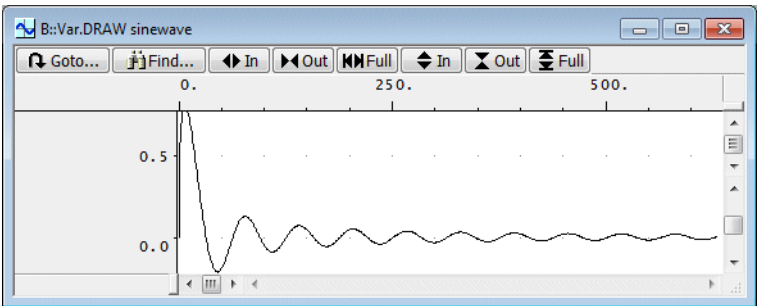 B::Var.DRAW sinewave
Goto... Find... In Out Full In Out Full
0. 250. 500.
0.5
0.0